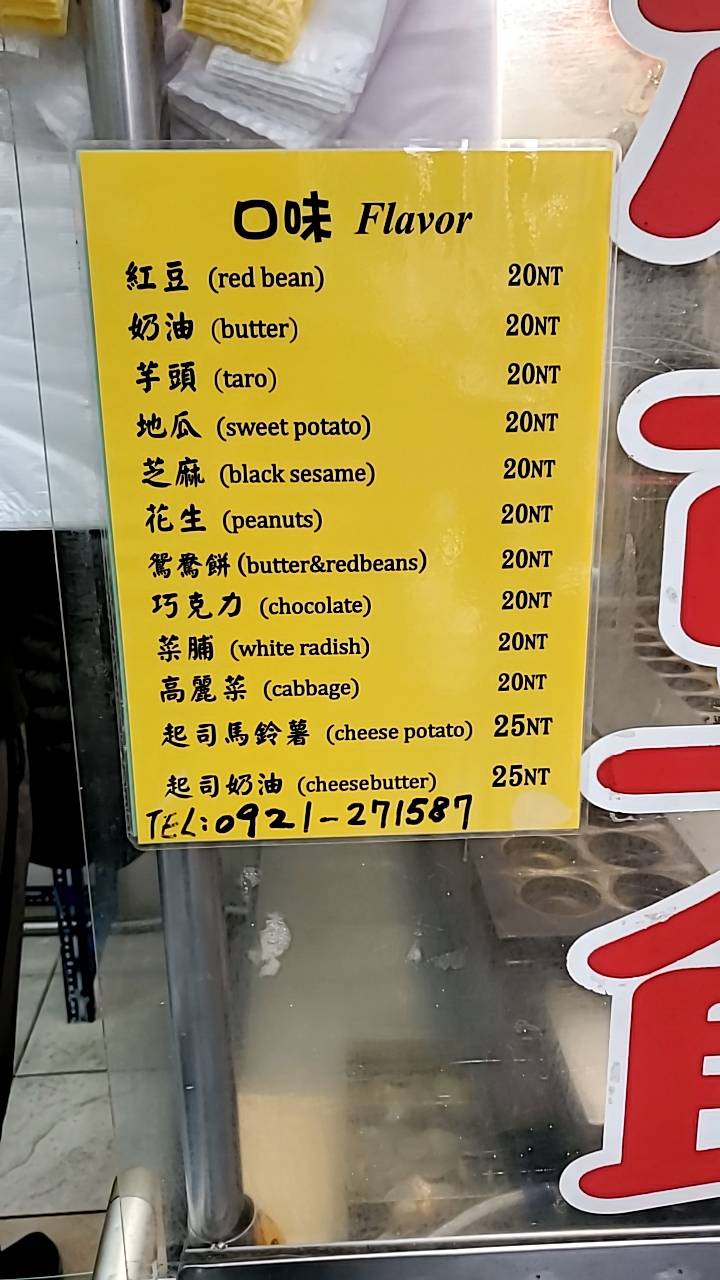 口味 Flavor
紅豆 (red bean) 20NT
奶油 (butter) 20NT
芋頭 (taro) 20NT
地瓜 (sweet potato) 20NT
芝麻 (black sesame) 20NT
花生 (peanuts) 20NT
鴛鴦餅 (butter&redbeans) 20NT
巧克力 (chocolate) 20NT
菜脯 (white radish) 20NT
高麗菜 (cabbage) 20NT
起司馬鈴薯 (cheese potato) 25NT
起司奶油 (cheesebutter) 25NT
TEL:0921-271587